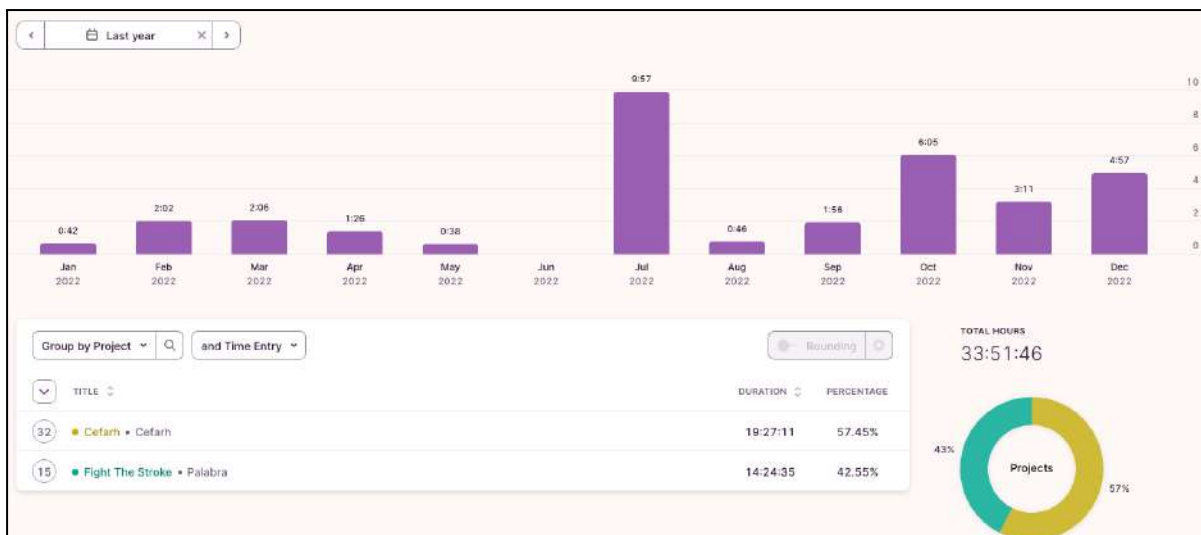 Last year
9:57
10
8
6:05
6
4:57
4
3:11
2:02
2:06
1:56
2
1:26
0:42
0:38
0:46
0
Jan Feb Mar Apr May Jun Jul Aug Sep Oct Nov Dec
2022 2022 2022 2022 2022 2022 2022 2022 2022 2022 2022 2022
Group by Project and Time Entry Rounding
TOTAL HOURS
33:51:46
TITLE DURATION PERCENTAGE
32 Cefarh • Cefarh 19:27:11 57.45%
15 Fight The Stroke • Palabra 14:24:35 42.55%
43%
Projects
57%